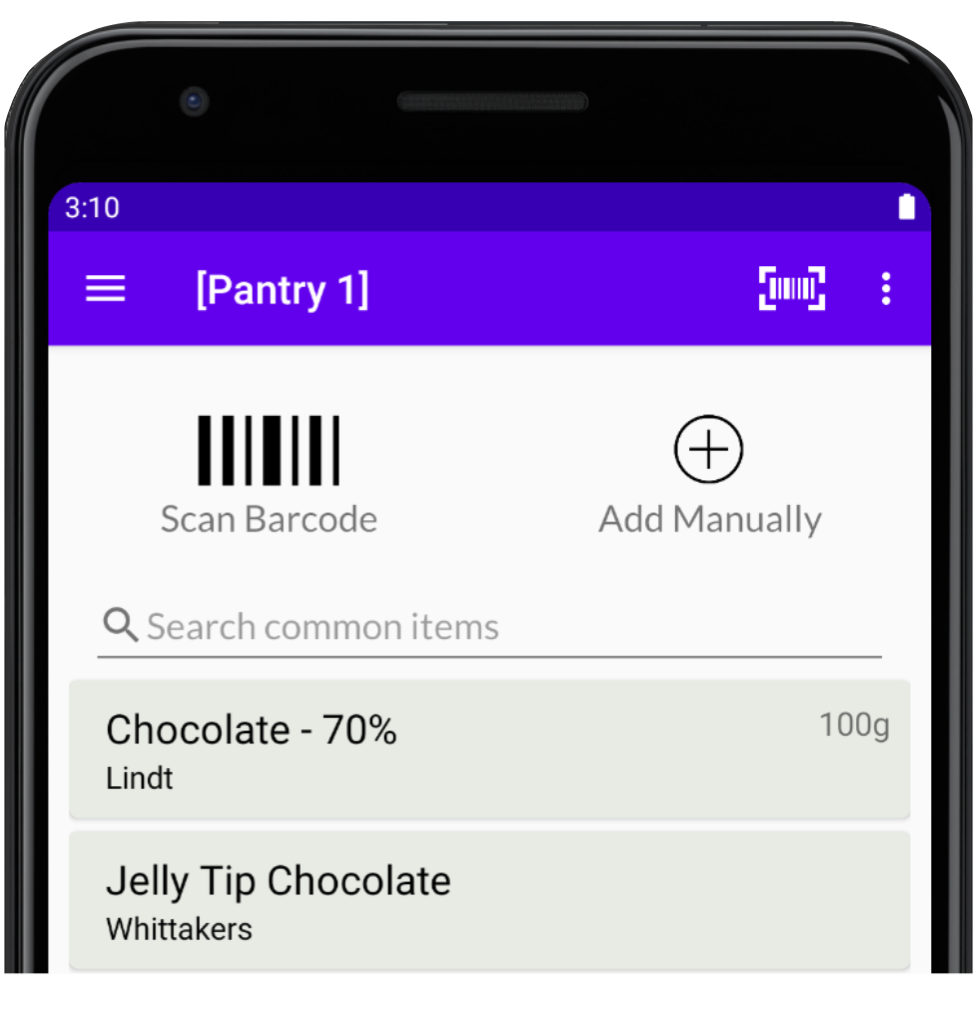 3:10
[Pantry 1]
Scan Barcode
Add Manually
Search common items
Chocolate - 70%
100g
Lindt
Jelly Tip Chocolate
Whittakers